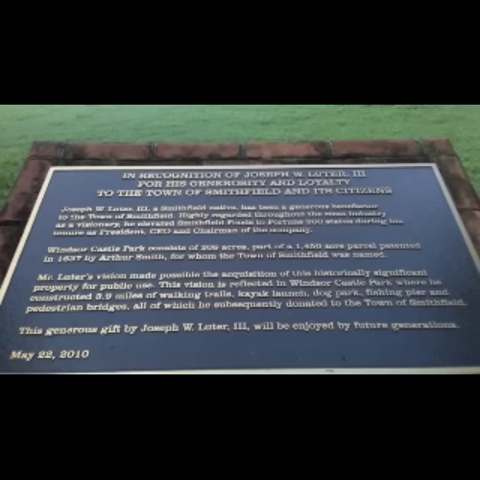 IN RECOGNITION OF JOSEPH W. LUTER, III
FOR HIS GENEROSITY AND LOYALTY
TO THE TOWN OF SMITHFIELD AND ITS CITIZENS
Joseph W. Luter, III, a Smithfield native, has been a generous benefactor
to the Town of Smithfield. Highly regarded throughout the meat industry
as a visionary, he elevated Smithfield Foods to Fortune 200 status during his
tenure as President, CEO and Chairman of the company.
Windsor Castle Park consists of 209 acres, part of a 1,450 acre parcel patented
in 1637 by Arthur Smith, for whom the Town of Smithfield was named.
Mr. Luter's vision made possible the acquisition of this historically significant
property for public use. This vision is reflected in Windsor Castle Park where he
constructed 3.9 miles of walking trails, kayak launch, dog park, fishing pier and
pedestrian bridges, all of which he subsequently donated to the Town of Smithfield.
This generous gift by Joseph W. Luter, III, will be enjoyed by future generations.
May 22, 2010